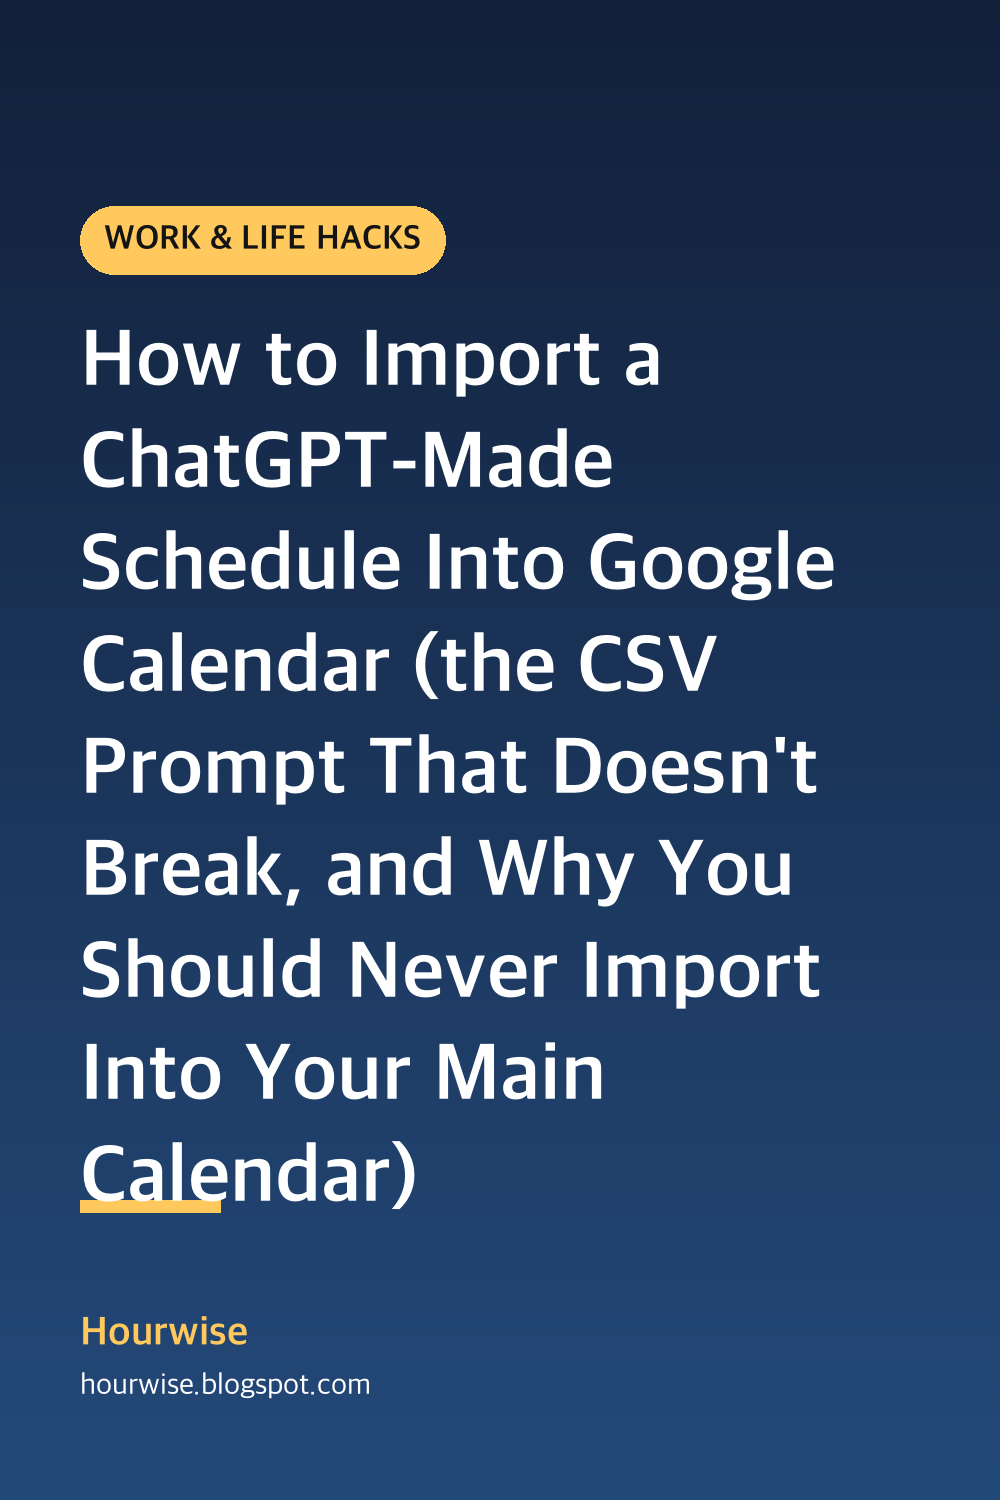 WORK & LIFE HACKS
How to Import a
ChatGPT-Made
Schedule Into Google
Calendar (the CSV
Prompt That Doesn't
Break, and Why You
Should Never Import
Into Your Main
Calendar)
Hourwise
hourwise.blogspot.com